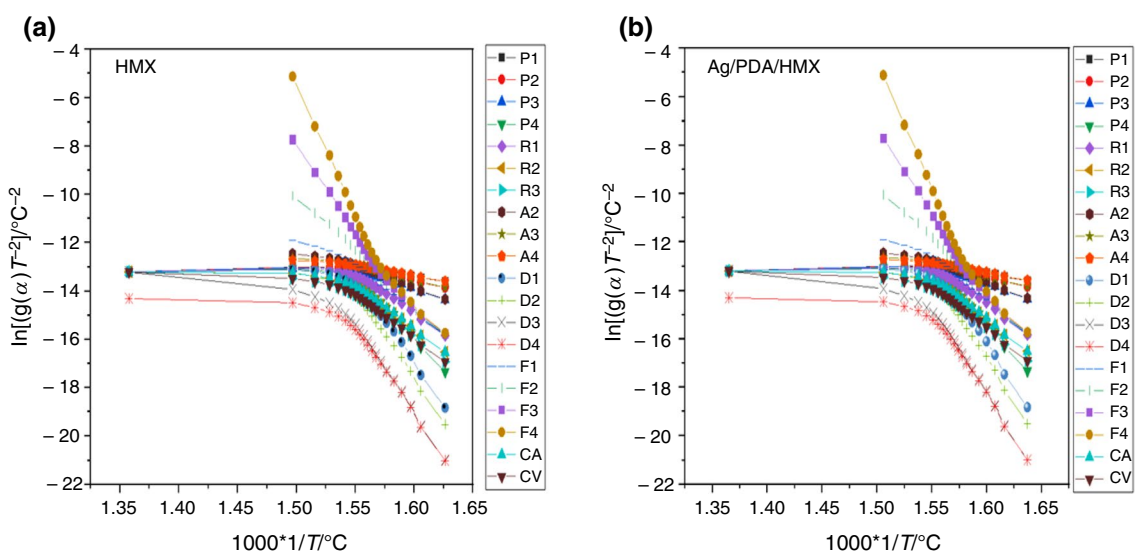 (a)
HMX
ln[(g(α) T⁻²]/°C⁻²
– 4
– 6
– 8
– 10
– 12
– 14
– 16
– 18
– 20
– 22
1.35
1.40
1.45
1.50
1.55
1.60
1.65
1000*1/T/°C
P1
P2
P3
P4
R1
R2
R3
A2
A3
A4
D1
D2
D3
D4
F1
F2
F3
F4
CA
CV
(b)
Ag/PDA/HMX
ln[(g(α) T⁻²]/°C⁻²
– 4
– 6
– 8
– 10
– 12
– 14
– 16
– 18
– 20
– 22
1.35
1.40
1.45
1.50
1.55
1.60
1.65
1000*1/T/°C
P1
P2
P3
P4
R1
R2
R3
A2
A3
A4
D1
D2
D3
D4
F1
F2
F3
F4
CA
CV